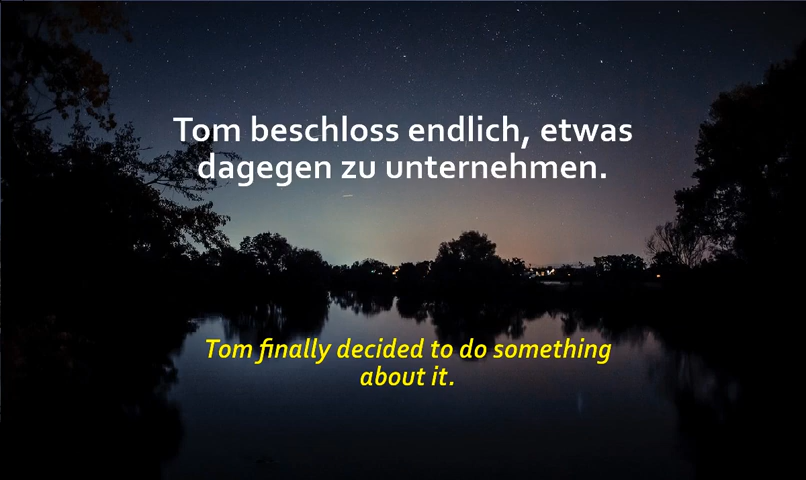 Tom beschloss endlich, etwas
dagegen zu unternehmen.
Tom finally decided to do something
about it.